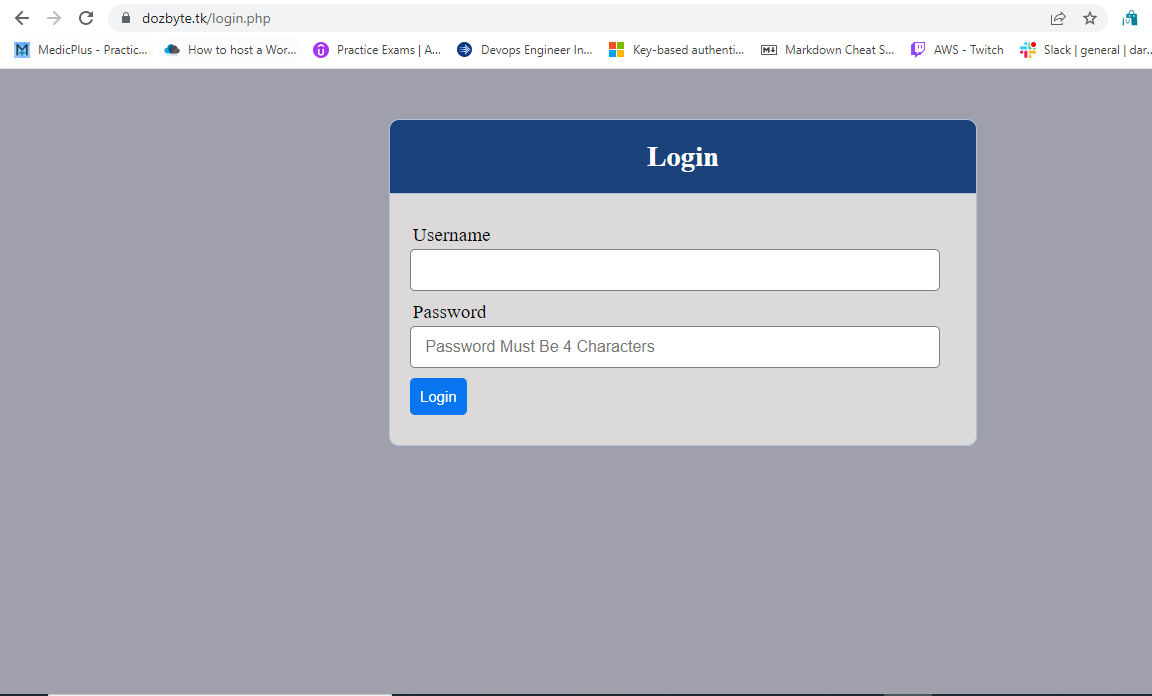 dozbyte.tk/login.php
MedicPlus - Practic... How to host a Wor... Practice Exams | A... Devops Engineer In... Key-based authenti... Markdown Cheat S... AWS - Twitch Slack | general | dar...
Login
Username
Password
Password Must Be 4 Characters
Login